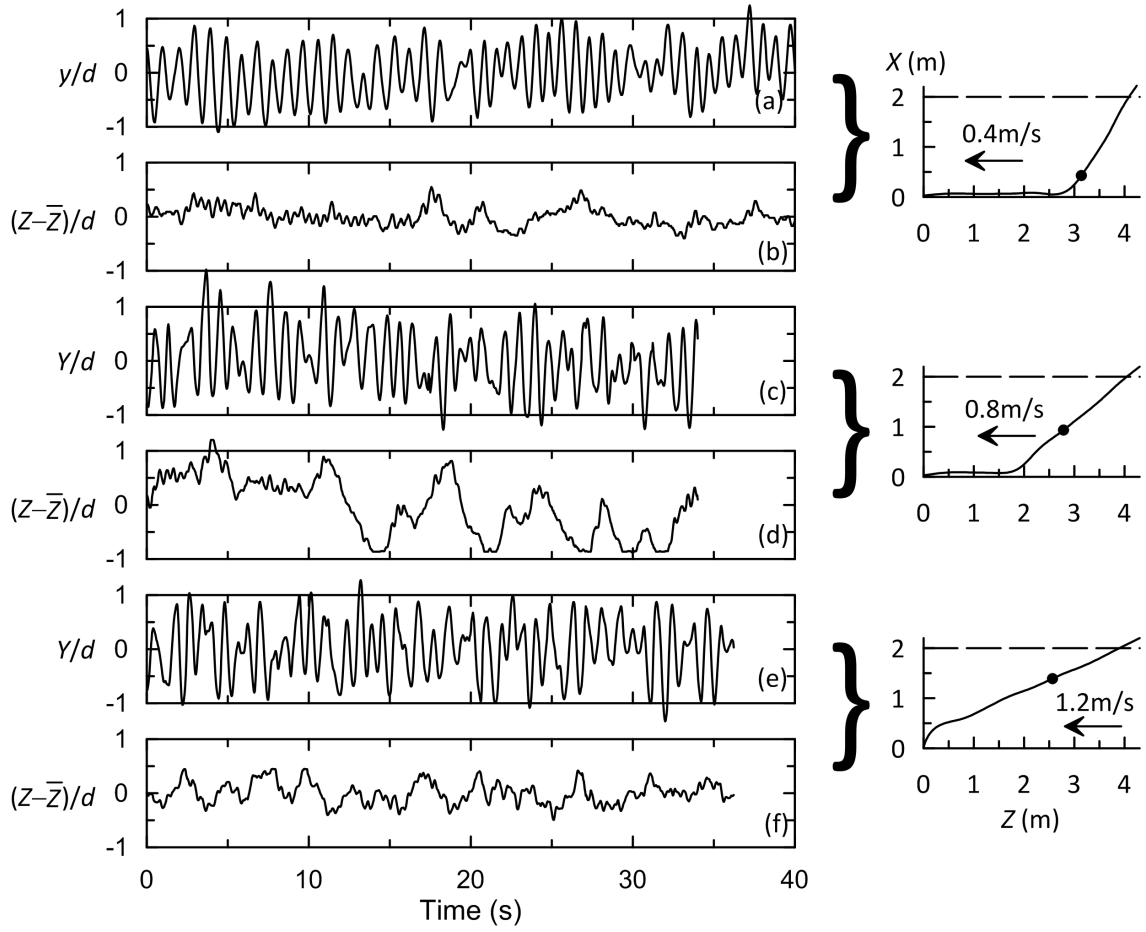 1
y/d 0
(a)
-1
1
(Z–Z̅)/d 0
(b)
-1
1
Y/d 0
(c)
-1
1
(Z–Z̅)/d 0
(d)
-1
1
Y/d 0
(e)
-1
1
(Z–Z̅)/d 0
(f)
-1
0 10 20 30 40
Time (s)
X (m)
2
0.4m/s
1
0
0 1 2 3 4
2
0.8m/s
1
0
0 1 2 3 4
2
1
1.2m/s
0
0 1 2 3 4
Z (m)